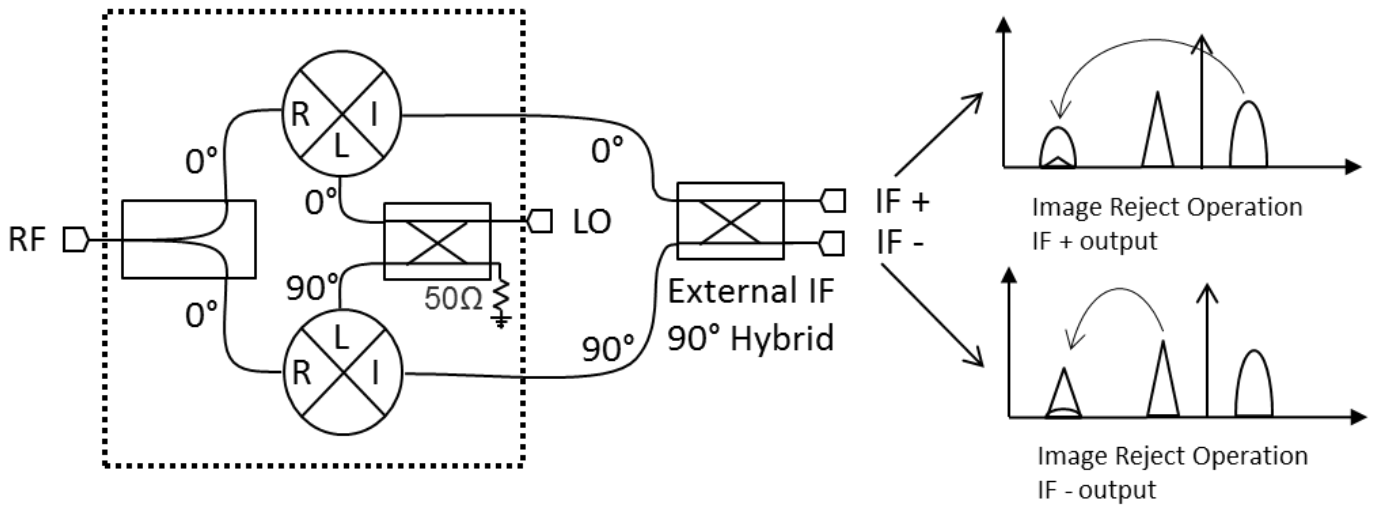 RF
0°
0°
R
I
L
0°
90°
L
R
I
50Ω
LO
0°
90°
External IF
90° Hybrid
IF +
IF -
Image Reject Operation
IF + output
Image Reject Operation
IF - output